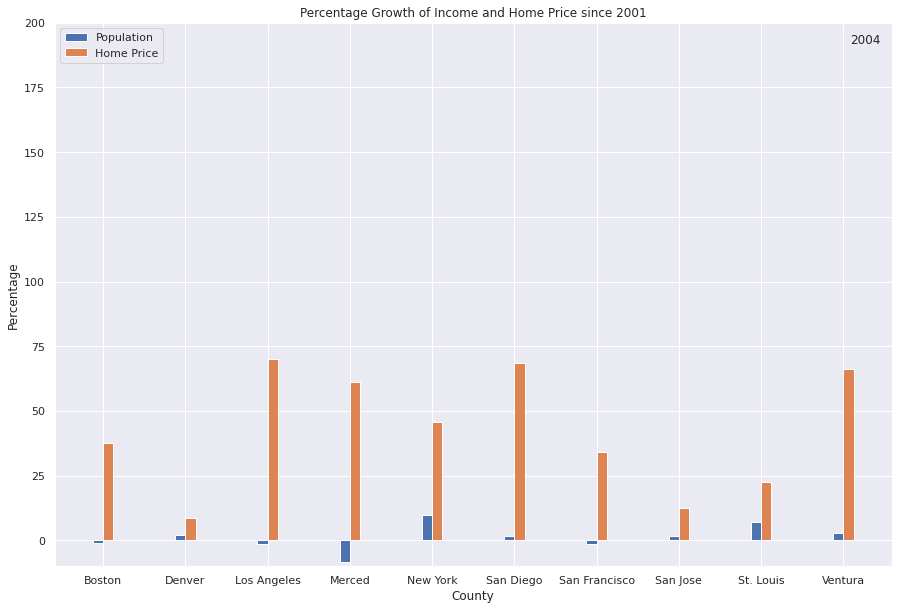 Percentage Growth of Income and Home Price since 2001
200
175
150
125
100
75
50
25
0
Percentage
Population
Home Price
2004
Boston Denver Los Angeles Merced New York San Diego San Francisco San Jose St. Louis Ventura
County